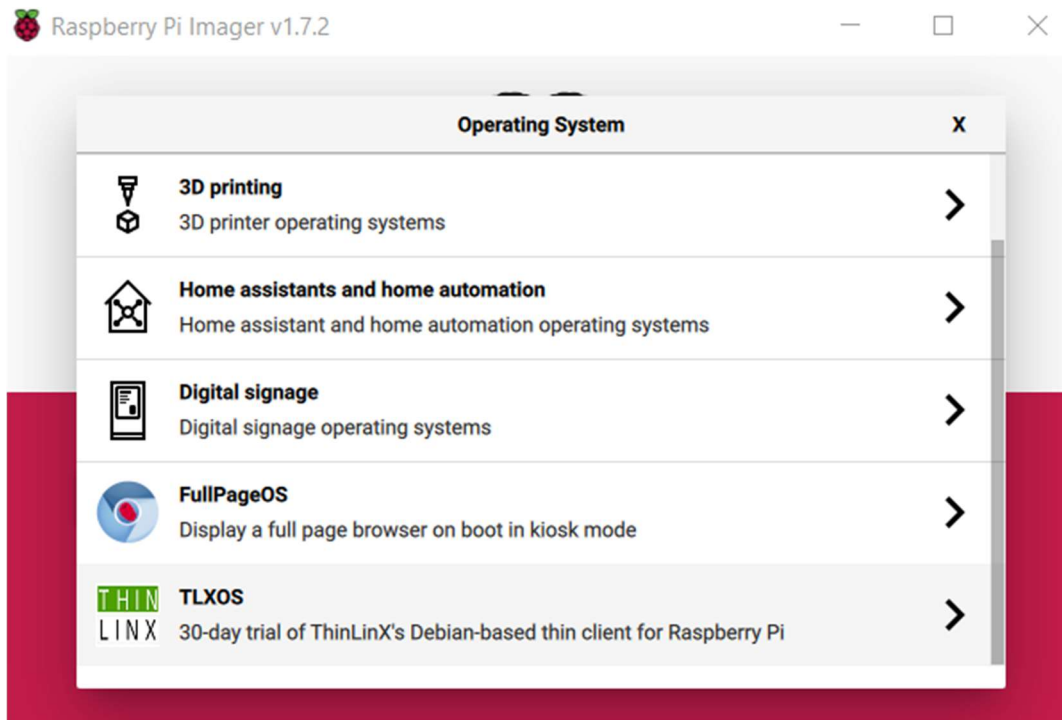 Raspberry Pi Imager v1.7.2
Operating System X
3D printing
3D printer operating systems
Home assistants and home automation
Home assistant and home automation operating systems
Digital signage
Digital signage operating systems
FullPageOS
Display a full page browser on boot in kiosk mode
THIN
LINX
TLXOS
30-day trial of ThinLinX's Debian-based thin client for Raspberry Pi